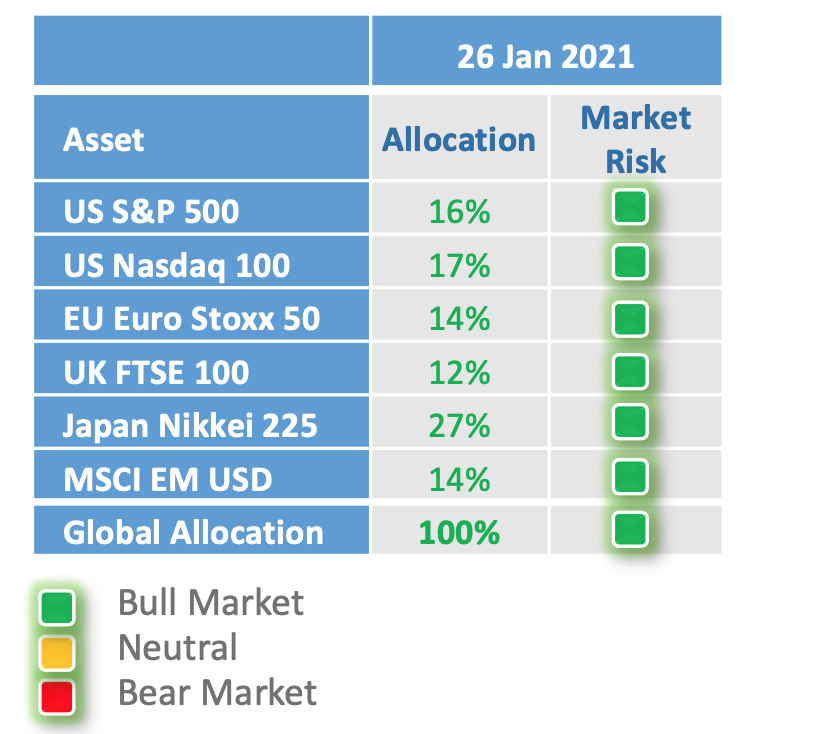 26 Jan 2021
Asset Allocation Market Risk
US S&P 500 16%
US Nasdaq 100 17%
EU Euro Stoxx 50 14%
UK FTSE 100 12%
Japan Nikkei 225 27%
MSCI EM USD 14%
Global Allocation 100%
Bull Market
Neutral
Bear Market